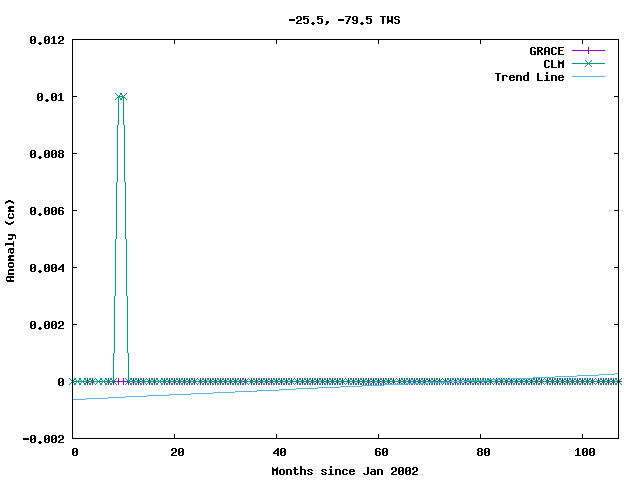 -25.5, -79.5 TWS
0.012
0.01
0.008
0.006
0.004
0.002
0
-0.002
Anomaly (cm)
GRACE
CLM
Trend Line
0 20 40 60 80 100
Months since Jan 2002